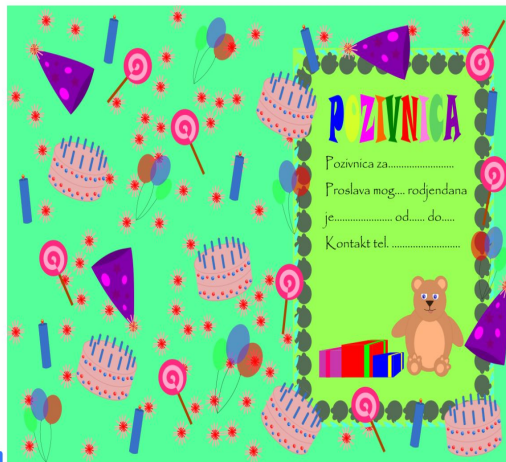 POZIVNICA
Pozivnica za........................
Proslava mog.... rodjendana
je..................... od..... do.....
Kontakt tel. .........................